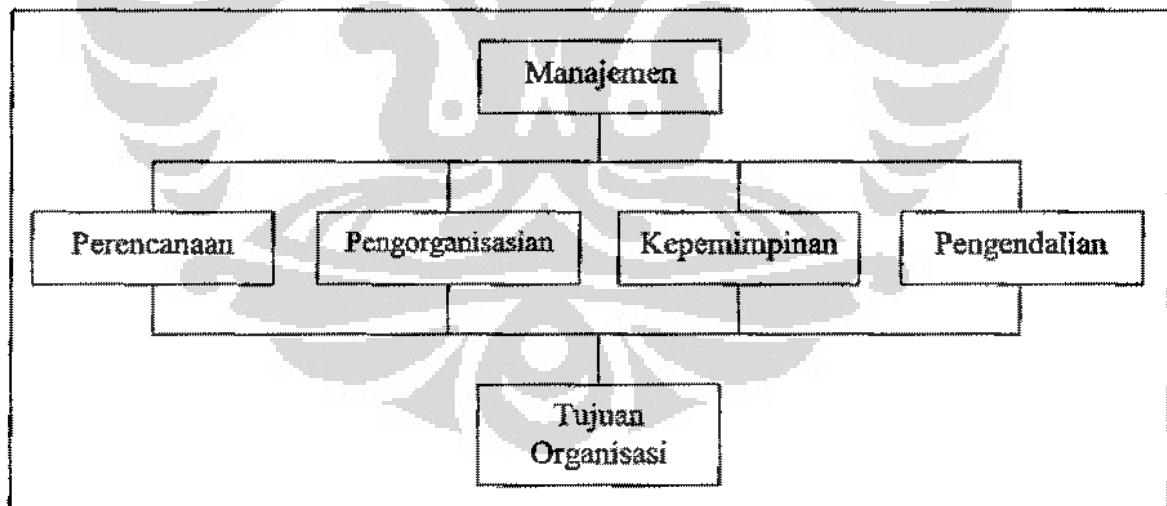 Manajemen
Perencanaan
Pengorganisasian
Kepemimpinan
Pengendalian
Tujuan
Organisasi